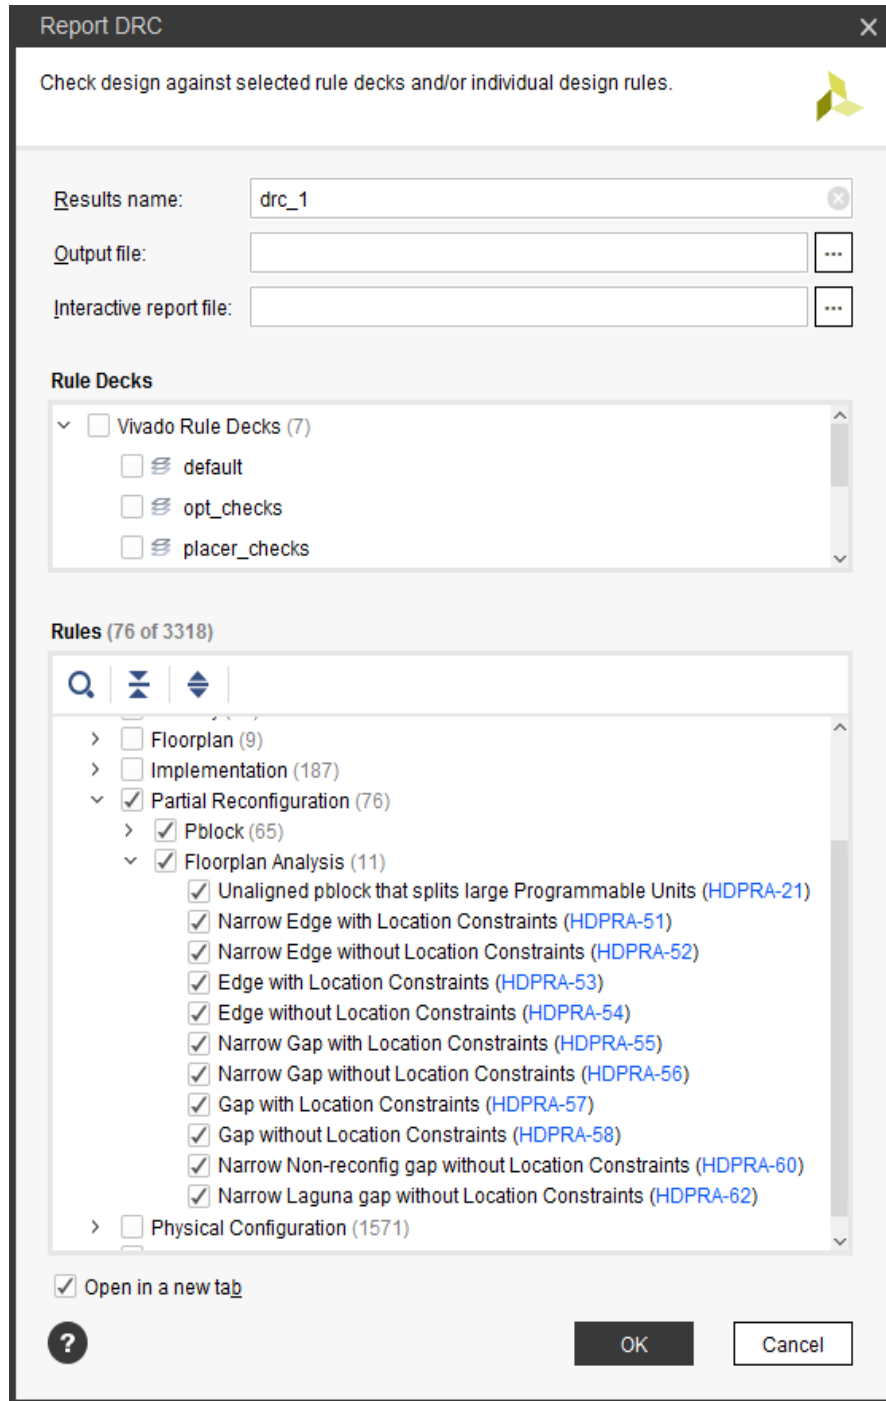 Report DRC
Check design against selected rule decks and/or individual design rules.
Results name: drc_1
Output file: ...
Interactive report file: ...
Rule Decks
Vivado Rule Decks (7)
default
opt_checks
placer_checks
Rules (76 of 3318)
Floorplan (9)
Implementation (187)
Partial Reconfiguration (76)
Pblock (65)
Floorplan Analysis (11)
Unaligned pblock that splits large Programmable Units (HDPRA-21)
Narrow Edge with Location Constraints (HDPRA-51)
Narrow Edge without Location Constraints (HDPRA-52)
Edge with Location Constraints (HDPRA-53)
Edge without Location Constraints (HDPRA-54)
Narrow Gap with Location Constraints (HDPRA-55)
Narrow Gap without Location Constraints (HDPRA-56)
Gap with Location Constraints (HDPRA-57)
Gap without Location Constraints (HDPRA-58)
Narrow Non-reconfig gap without Location Constraints (HDPRA-60)
Narrow Laguna gap without Location Constraints (HDPRA-62)
Physical Configuration (1571)
Open in a new tab
? OK Cancel